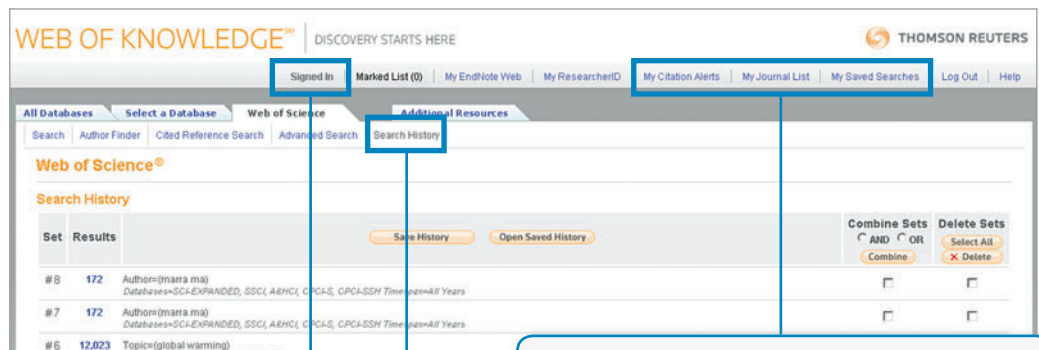 WEB OF KNOWLEDGE℠ | DISCOVERY STARTS HERE
THOMSON REUTERS
Signed In | Marked List (0) | My EndNote Web | My ResearcherID | My Citation Alerts | My Journal List | My Saved Searches | Log Out | Help
All Databases Select a Database Web of Science Additional Resources
Search | Author Finder | Cited Reference Search | Advanced Search | Search History
Web of Science®
Search History
Set Results Save History Open Saved History Combine Sets AND OR Combine Delete Sets Select All X Delete
#8 172 Author=(marra ma)
Databases=SCI-EXPANDED, SSCI, A&HCI, CPCI-S, CPCI-SSH Timespan=All Years
#7 172 Author=(marra ma)
Databases=SCI-EXPANDED, SSCI, A&HCI, CPCI-S, CPCI-SSH Timespan=All Years
#6 12,023 Topic=(global warming)